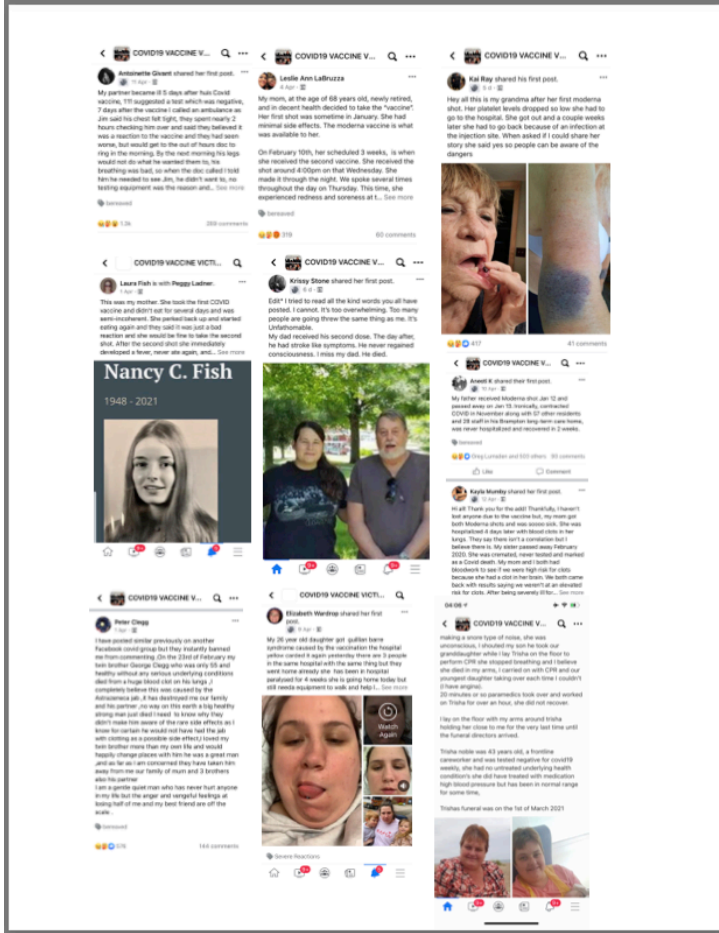 COVID19 VACCINE V...
Antoinette Givant shared her first post.
11 Apr
My partner became ill 5 days after huis Covid
vaccine, 111 suggested a test which was negative,
7 days after the vaccine I called an ambulance as
Jim said his chest felt tight, they spent nearly 2
hours checking him over and said they believed it
was a reaction to the vaccine and they had seen
worse, but would get to the out of hours doc to
ring in the morning. By the next morning his legs
would not do what he wanted them to, his
breathing was bad, so when the doc called I told
him he needed to see Jim, he didn't want to, no
testing equipment was the reason and... See more
bereaved
1.3k
comments
COVID19 VACCINE V...
Leslie Ann LaBruzza
4 Apr
My mom, at the age of 68 years old, newly retired,
and in decent health decided to take the "vaccine".
Her first shot was sometime in January. She had
minimal side effects. The moderna vaccine is what
was available to her.
On February 10th, her scheduled 3 weeks, is when
she received the second vaccine. She received the
shot around 4:00pm on that Wednesday. She
made it through the night. We spoke several times
throughout the day on Thursday. This time, she
experienced redness and soreness at t... See more
bereaved
319
60 comments
COVID19 VACCINE V...
Kai Ray shared his first post.
5 d
Hey all this is my grandma after her first moderna
shot. Her platelet levels dropped so low she had to
go to the hospital. She got out and a couple weeks
later she had to go back because of an infection at
the injection site. When asked if I could share her
story she said yes so people can be aware of the
dangers
417
41 comments
COVID19 VACCINE VICTI...
Laura Fish is with Peggy Ladner.
1 Apr
This was my mother. She took the first COVID
vaccine and didn't eat for several days and was
semi-incoherent. She perked back up and started
eating again and they said it was just a bad
reaction and she would be fine to take the second
shot. After the second shot she immediately
developed a fever, never ate again, and... See more
Nancy C. Fish
1948 - 2021
9+
COVID19 VACCINE V...
Krissy Stone shared her first post.
6 d
Edit* I tried to read all the kind words you all have
posted. I cannot. It's too overwhelming. Too many
people are going threw the same thing as me. It's
Unfathomable.
My dad received his second dose. The day after,
he had stroke like symptoms. He never regained
consciousness. I miss my dad. He died.
9+
9+
COVID19 VACCINE V...
Aneeti K shared their first post.
10 Apr
My father received Moderna shot Jan 12 and
passed away on Jan 15. Ironically, contracted
COVID in November along with 57 other residents
and 28 staff in his Brampton long-term care home,
was never hospitalized and recovered in 2 weeks.
bereaved
Greg Lumsden and 503 others
comments
Like
Comment
Kayla Mumby shared her first post.
12 Apr
Hi all! Thank you for the add! Thankfully, I haven't
lost anyone due to the vaccine but, my mom got
both Moderna shots and was soooo sick. She was
hospitalized 4 days later with blood clots in her
lungs. They say there isn't a correlation but I
believe there is. My sister passed away February
2020. She was cremated, never tested and marked
as a Covid death. My mom and I both had
bloodwork to see if we were high risk for clots
because she had a clot in her brain. We both came
back with results saying we weren't at an elevated
risk for clots. After being severely ill for... See more
COVID19 VACCINE V...
Peter Clegg
1 Apr
I have posted similar previously on another
Facebook covid group but they instantly banned
me from commenting. On the 23rd of February my
twin brother George Clegg who was only 55 and
healthy without any serious underlying conditions
died from a huge blood clot on his lungs ,I
completely believe this was caused by the
Astrazeneca jab ,it has destroyed me our family
and his partner ,no way on this earth a big healthy
strong man just died I need to know why they
didn't make him aware of the rare side effects as I
know for certain he would not have had the jab
with clotting as a possible side effect,I loved my
twin brother more than my own life and would
happily change places with him he was a great man
,and as far as I am concerned they have taken him
away from me our family of mum and 3 brothers
also his partner
I am a gentle quiet man who has never hurt anyone
in my life but the anger and vengeful feelings at
losing half of me and my best friend are off the
scale .
bereaved
576
144 comments
COVID19 VACCINE VICTI...
Elizabeth Wardrop shared her first
post.
9 Apr
My 26 year old daughter got guillian barre
syndrome caused by the vaccination the hospital
yellow carded it again yesterday there are 3 people
in the same hospital with the same thing but they
went home already she has been in hospital
paralysed for 4 weeks she is going home today but
still needs equipment to walk and help l... See more
Watch
Again
Severe Reactions
9+
04:06
COVID19 VACCINE V...
making a snore type of noise, she was
unconscious, I shouted my son he took our
granddaughter while I lay Trisha on the floor to
perform CPR she stopped breathing and I believe
she died in my arms, I carried on with CPR and our
youngest daughter taking over each time I couldn't
(I have angina).
20 minutes or so paramedics took over and worked
on Trisha for over an hour, she did not recover.
I lay on the floor with my arms around trisha
holding her close to me for the very last time until
the funeral directors arrived.
Trisha noble was 43 years old, a frontline
careworker and was tested negative for covid19
weekly, she had no untreated underlying health
condition's she did have treated with medication
high blood pressure but has been in normal range
for some time,
Trishas funeral was on the 1st of March 2021
9+
9+